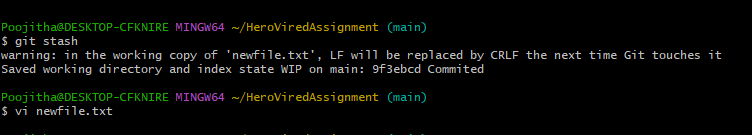 Poojitha@DESKTOP-CFKNIRE MINGW64 ~/HeroViredAssignment (main)
$ git stash
warning: in the working copy of 'newfile.txt', LF will be replaced by CRLF the next time Git touches it
Saved working directory and index state WIP on main: 9f3ebcd Commited
Poojitha@DESKTOP-CFKNIRE MINGW64 ~/HeroViredAssignment (main)
$ vi newfile.txt